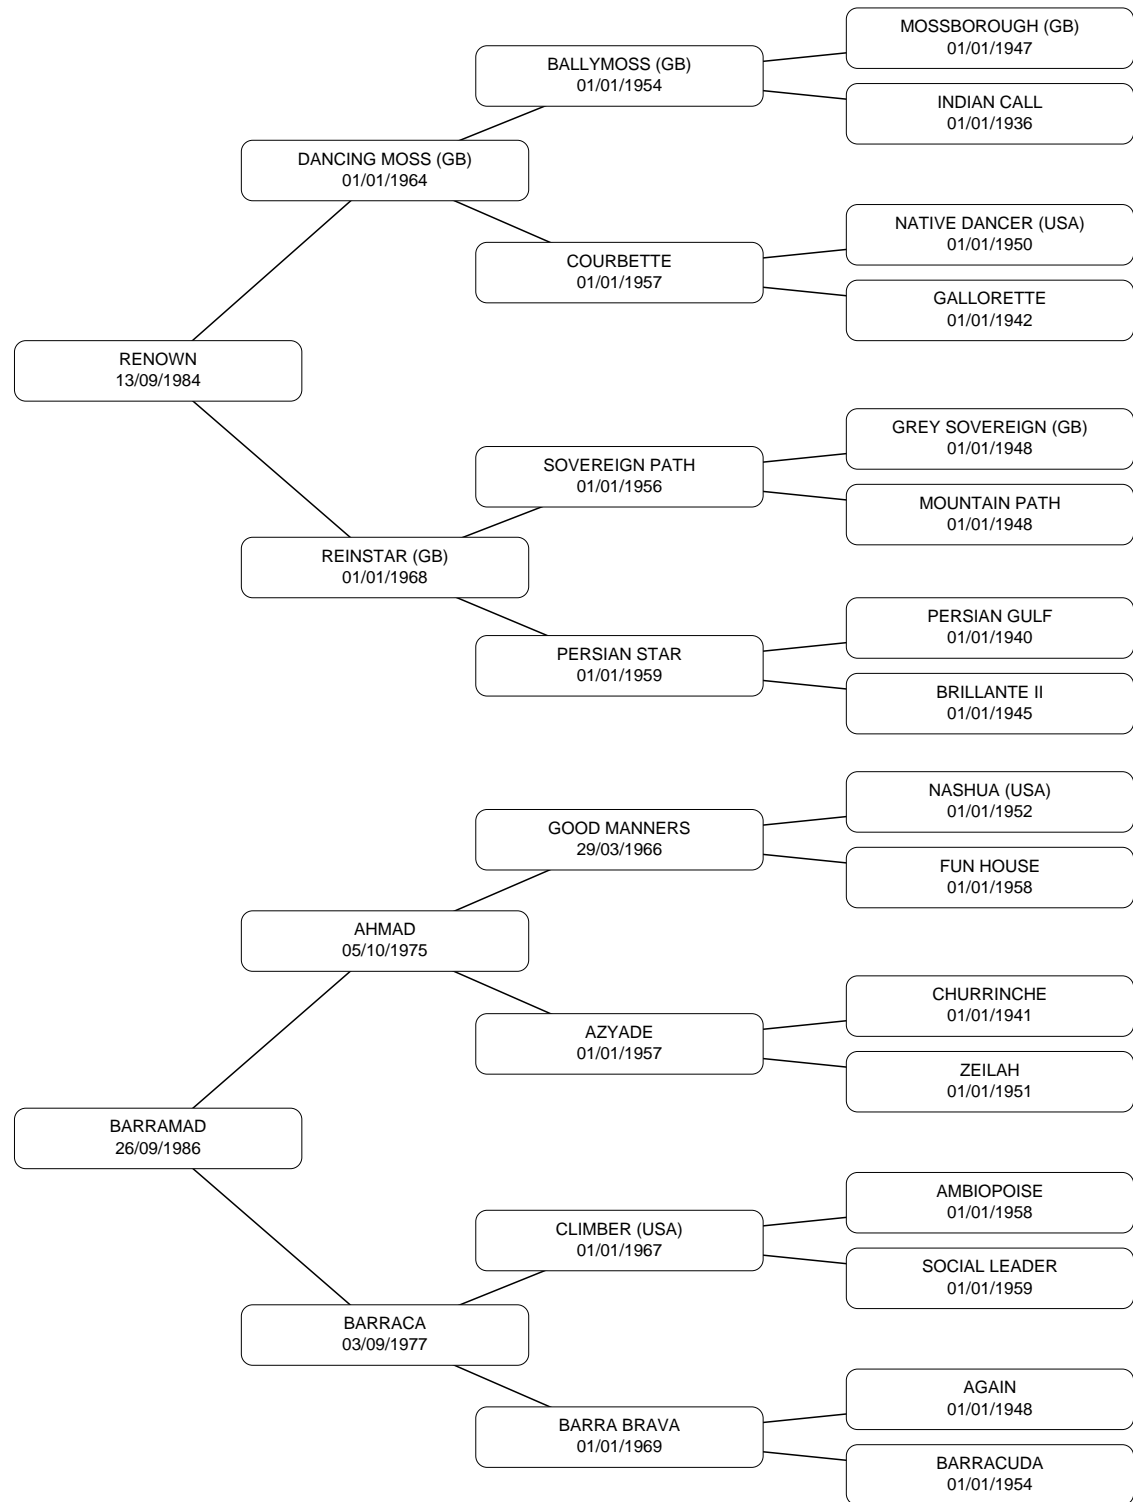 MOSSBOROUGH (GB)
01/01/1947
BALLYMOSS (GB)
01/01/1954
INDIAN CALL
01/01/1936
DANCING MOSS (GB)
01/01/1964
NATIVE DANCER (USA)
01/01/1950
COURBETTE
01/01/1957
GALLORETTE
01/01/1942
RENOWN
13/09/1984
GREY SOVEREIGN (GB)
01/01/1948
SOVEREIGN PATH
01/01/1956
MOUNTAIN PATH
01/01/1948
REINSTAR (GB)
01/01/1968
PERSIAN GULF
01/01/1940
PERSIAN STAR
01/01/1959
BRILLANTE II
01/01/1945
NASHUA (USA)
01/01/1952
GOOD MANNERS
29/03/1966
FUN HOUSE
01/01/1958
AHMAD
05/10/1975
CHURRINCHE
01/01/1941
AZYADE
01/01/1957
ZEILAH
01/01/1951
BARRAMAD
26/09/1986
AMBIOPOISE
01/01/1958
CLIMBER (USA)
01/01/1967
SOCIAL LEADER
01/01/1959
BARRACA
03/09/1977
AGAIN
01/01/1948
BARRA BRAVA
01/01/1969
BARRACUDA
01/01/1954